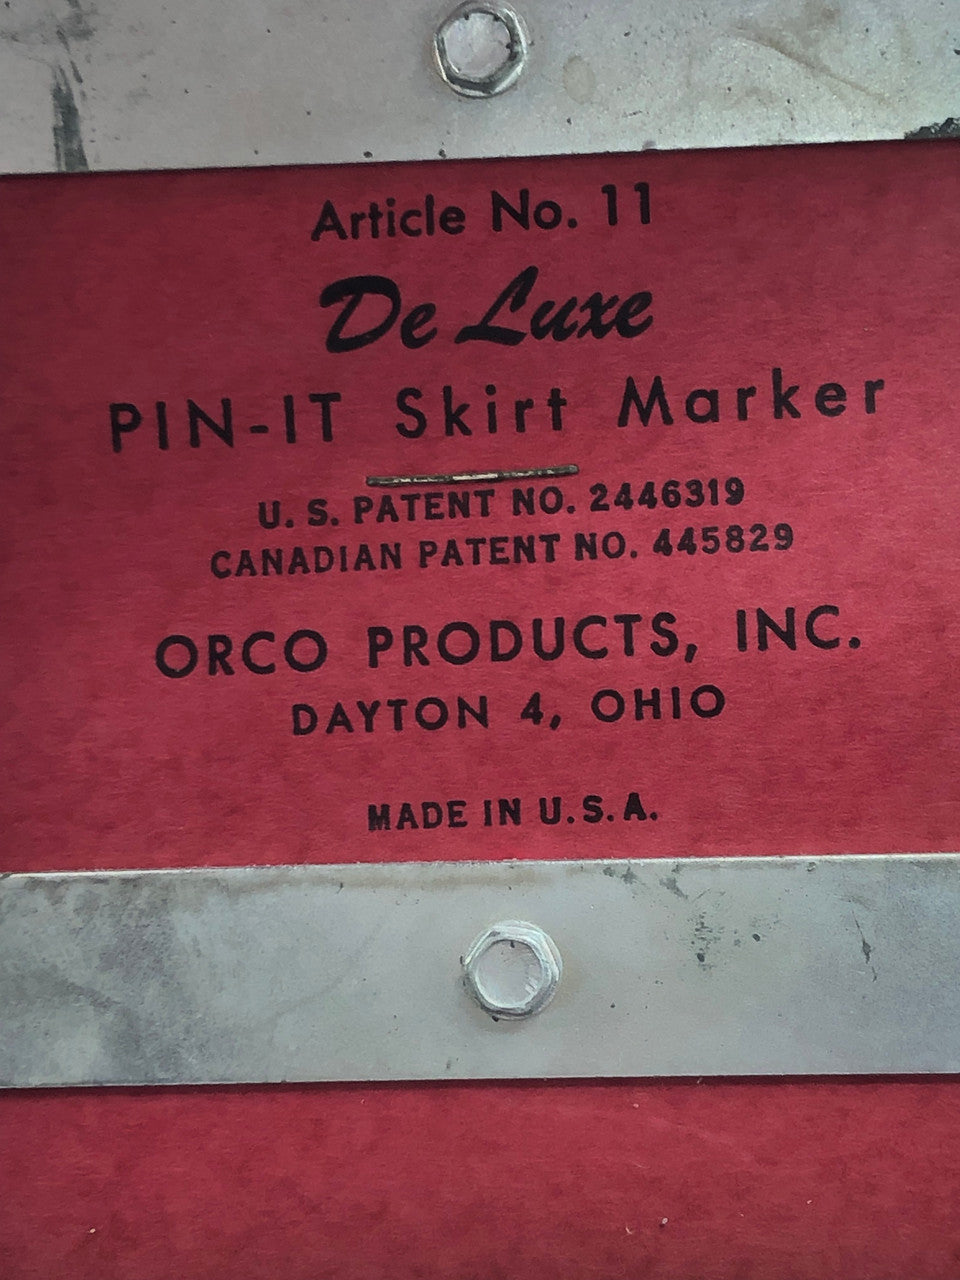 Article No. 11
De Luxe
PIN-IT Skirt Marker
U. S. PATENT NO. 2446319
CANADIAN PATENT NO. 445829
ORCO PRODUCTS, INC.
DAYTON 4, OHIO
MADE IN U. S. A.